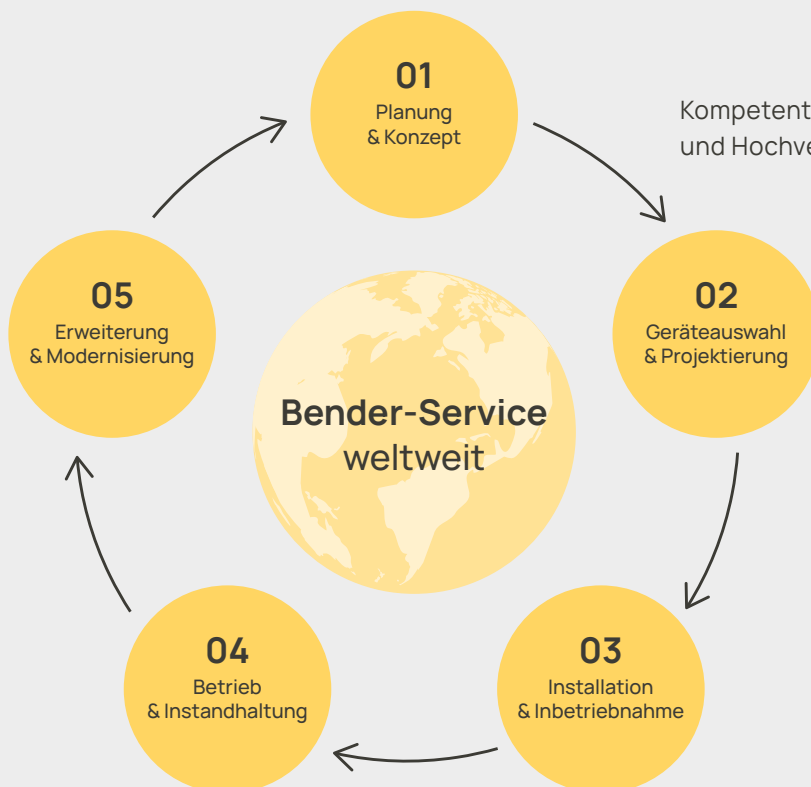 01
Planung
& Konzept
Kompetent
und
02
Geräteauswahl
& Projektierung
03
Installation
& Inbetriebnahme
04
Betrieb
& Instandhaltung
05
Erweiterung
& Modernisierung
Bender-Service
weltweit